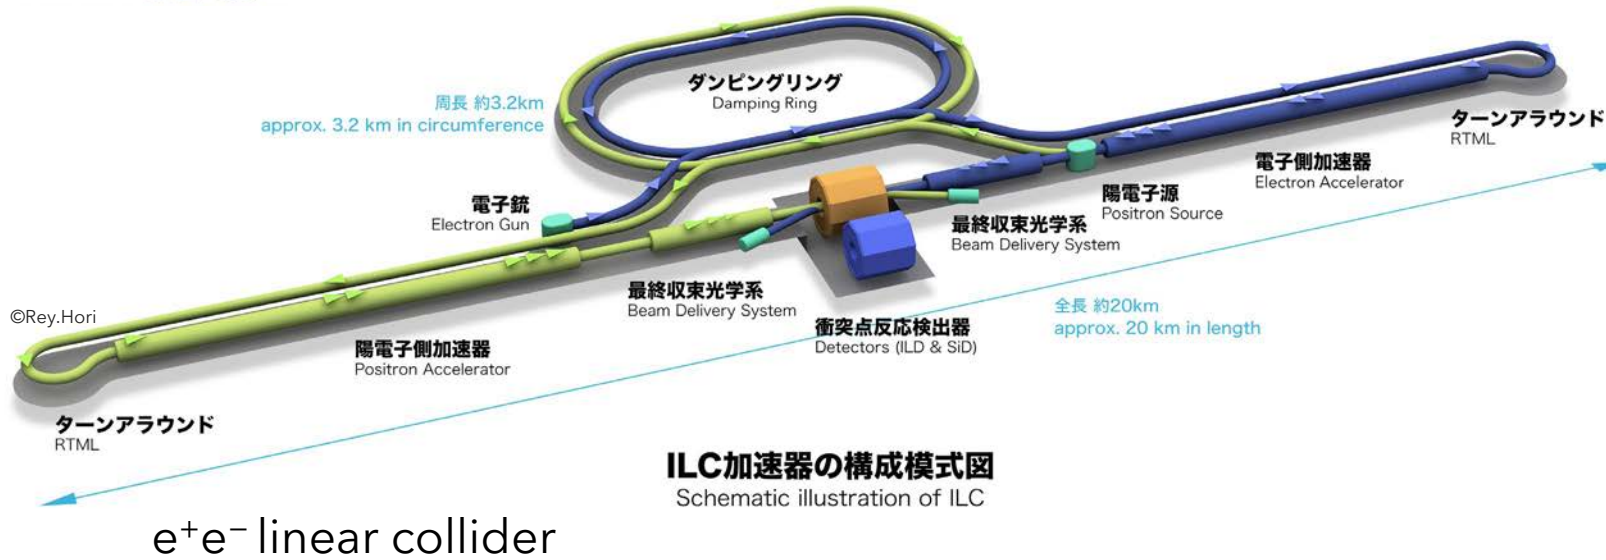 ダンピングリング
Damping Ring
周長 約3.2km
approx. 3.2 km in circumference
ターンアラウンド
RTML
電子側加速器
Electron Accelerator
陽電子源
Positron Source
電子銃
Electron Gun
最終収束光学系
Beam Delivery System
最終収束光学系
Beam Delivery System
©Rey.Hori
全長 約20km
approx. 20 km in length
衝突点反応検出器
Detectors (ILD & SiD)
陽電子側加速器
Positron Accelerator
ターンアラウンド
RTML
ILC加速器の構成模式図
Schematic illustration of ILC
e⁺e⁻ linear collider